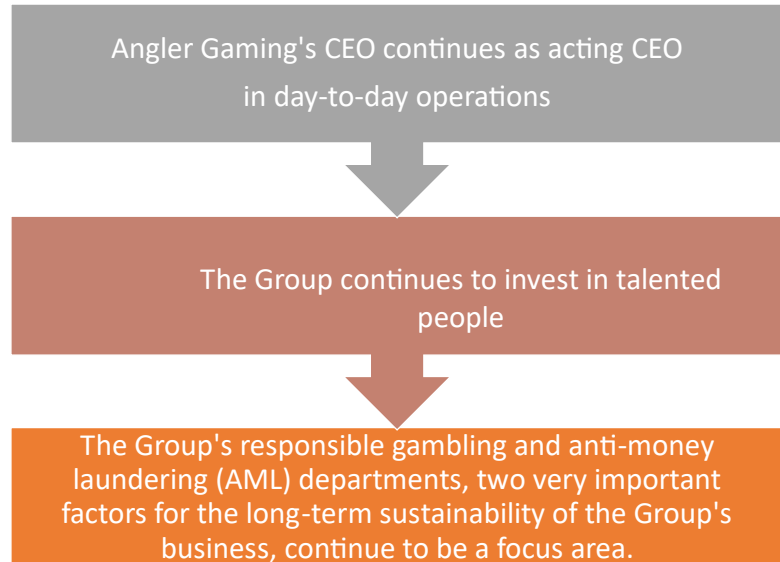 Angler Gaming's CEO continues as acting CEO
in day-to-day operations
The Group continues to invest in talented
people
The Group's responsible gambling and anti-money
laundering (AML) departments, two very important
factors for the long-term sustainability of the Group's
business, continue to be a focus area.